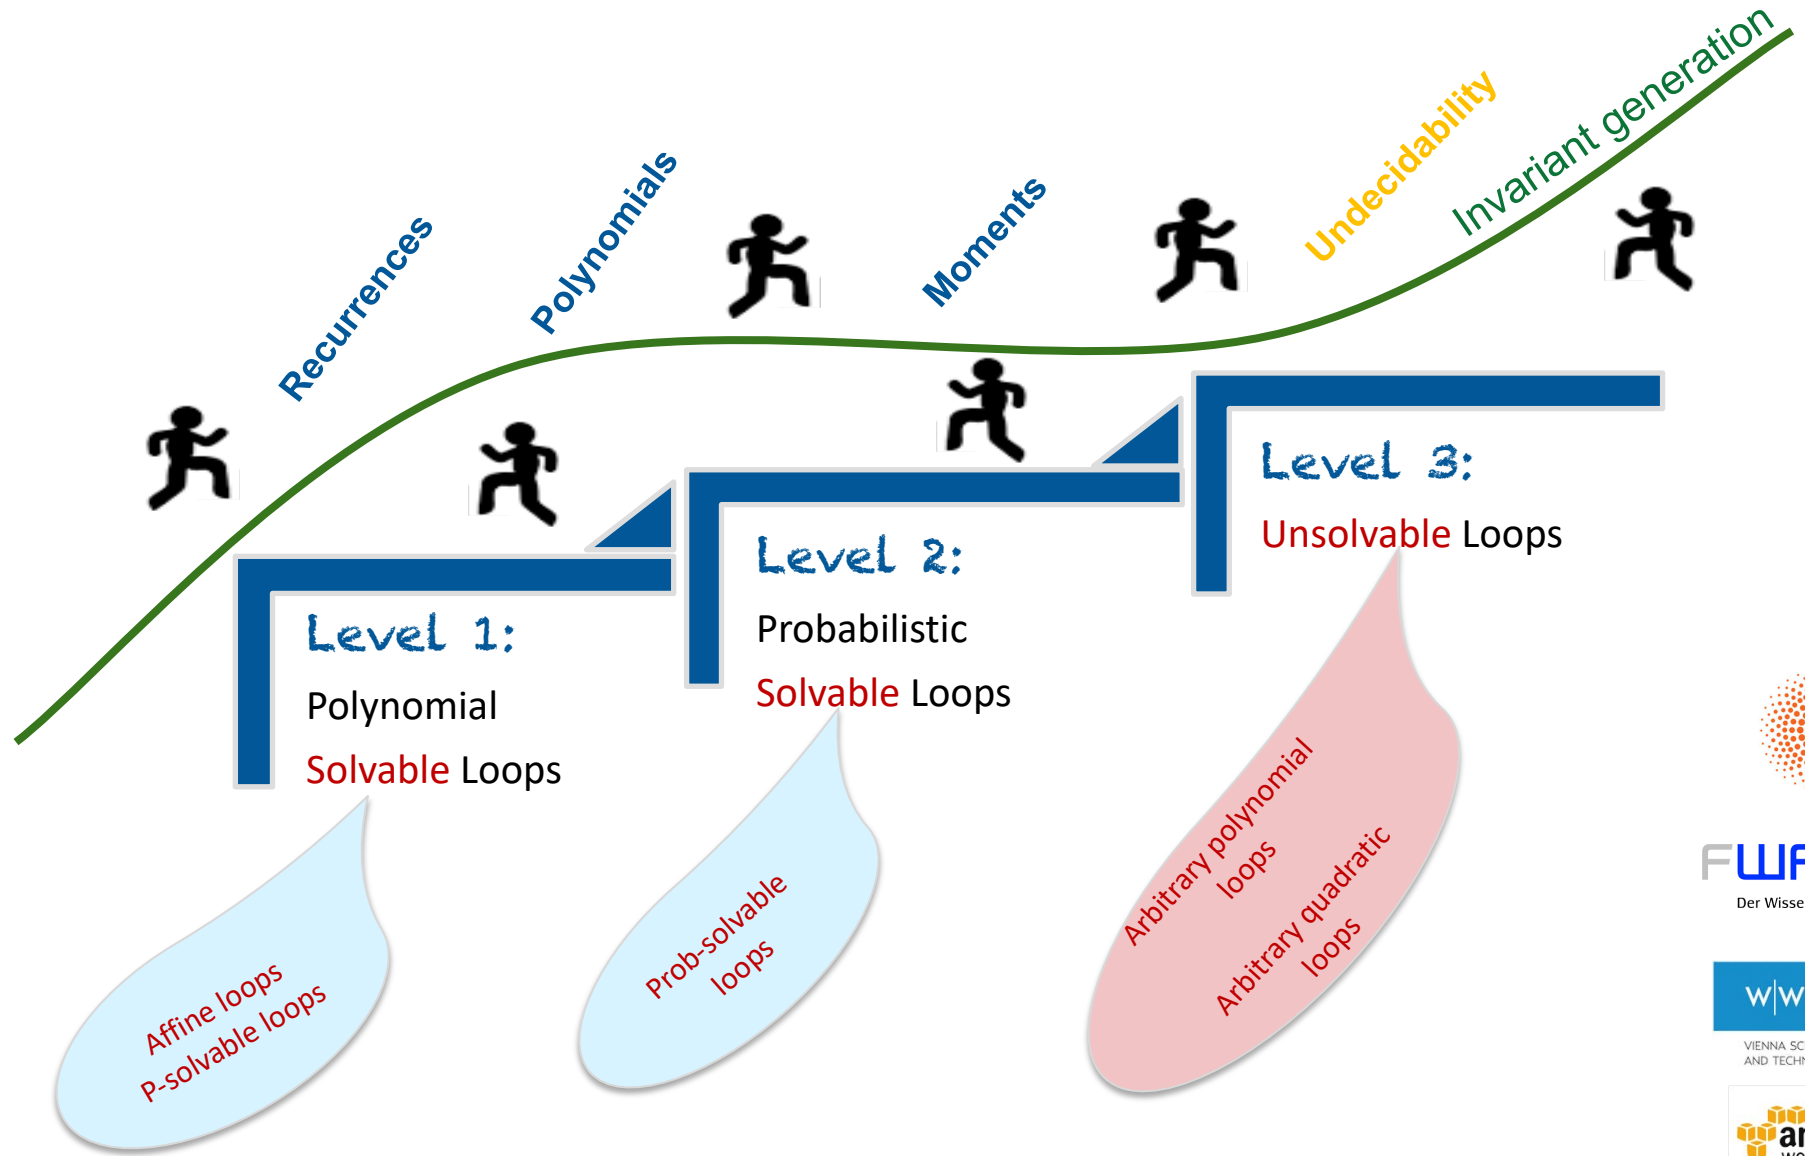 Recurrences
Polynomials
Moments
Undecidability
Invariant generation
Level 1:
Polynomial
Solvable Loops
Level 2:
Probabilistic
Solvable Loops
Level 3:
Unsolvable Loops
Affine loops
P-solvable loops
Prob-solvable
loops
Arbitrary polynomial
loops
Arbitrary quadratic
loops
Der Wisse
W|W
VIENNA SC
AND TECHN